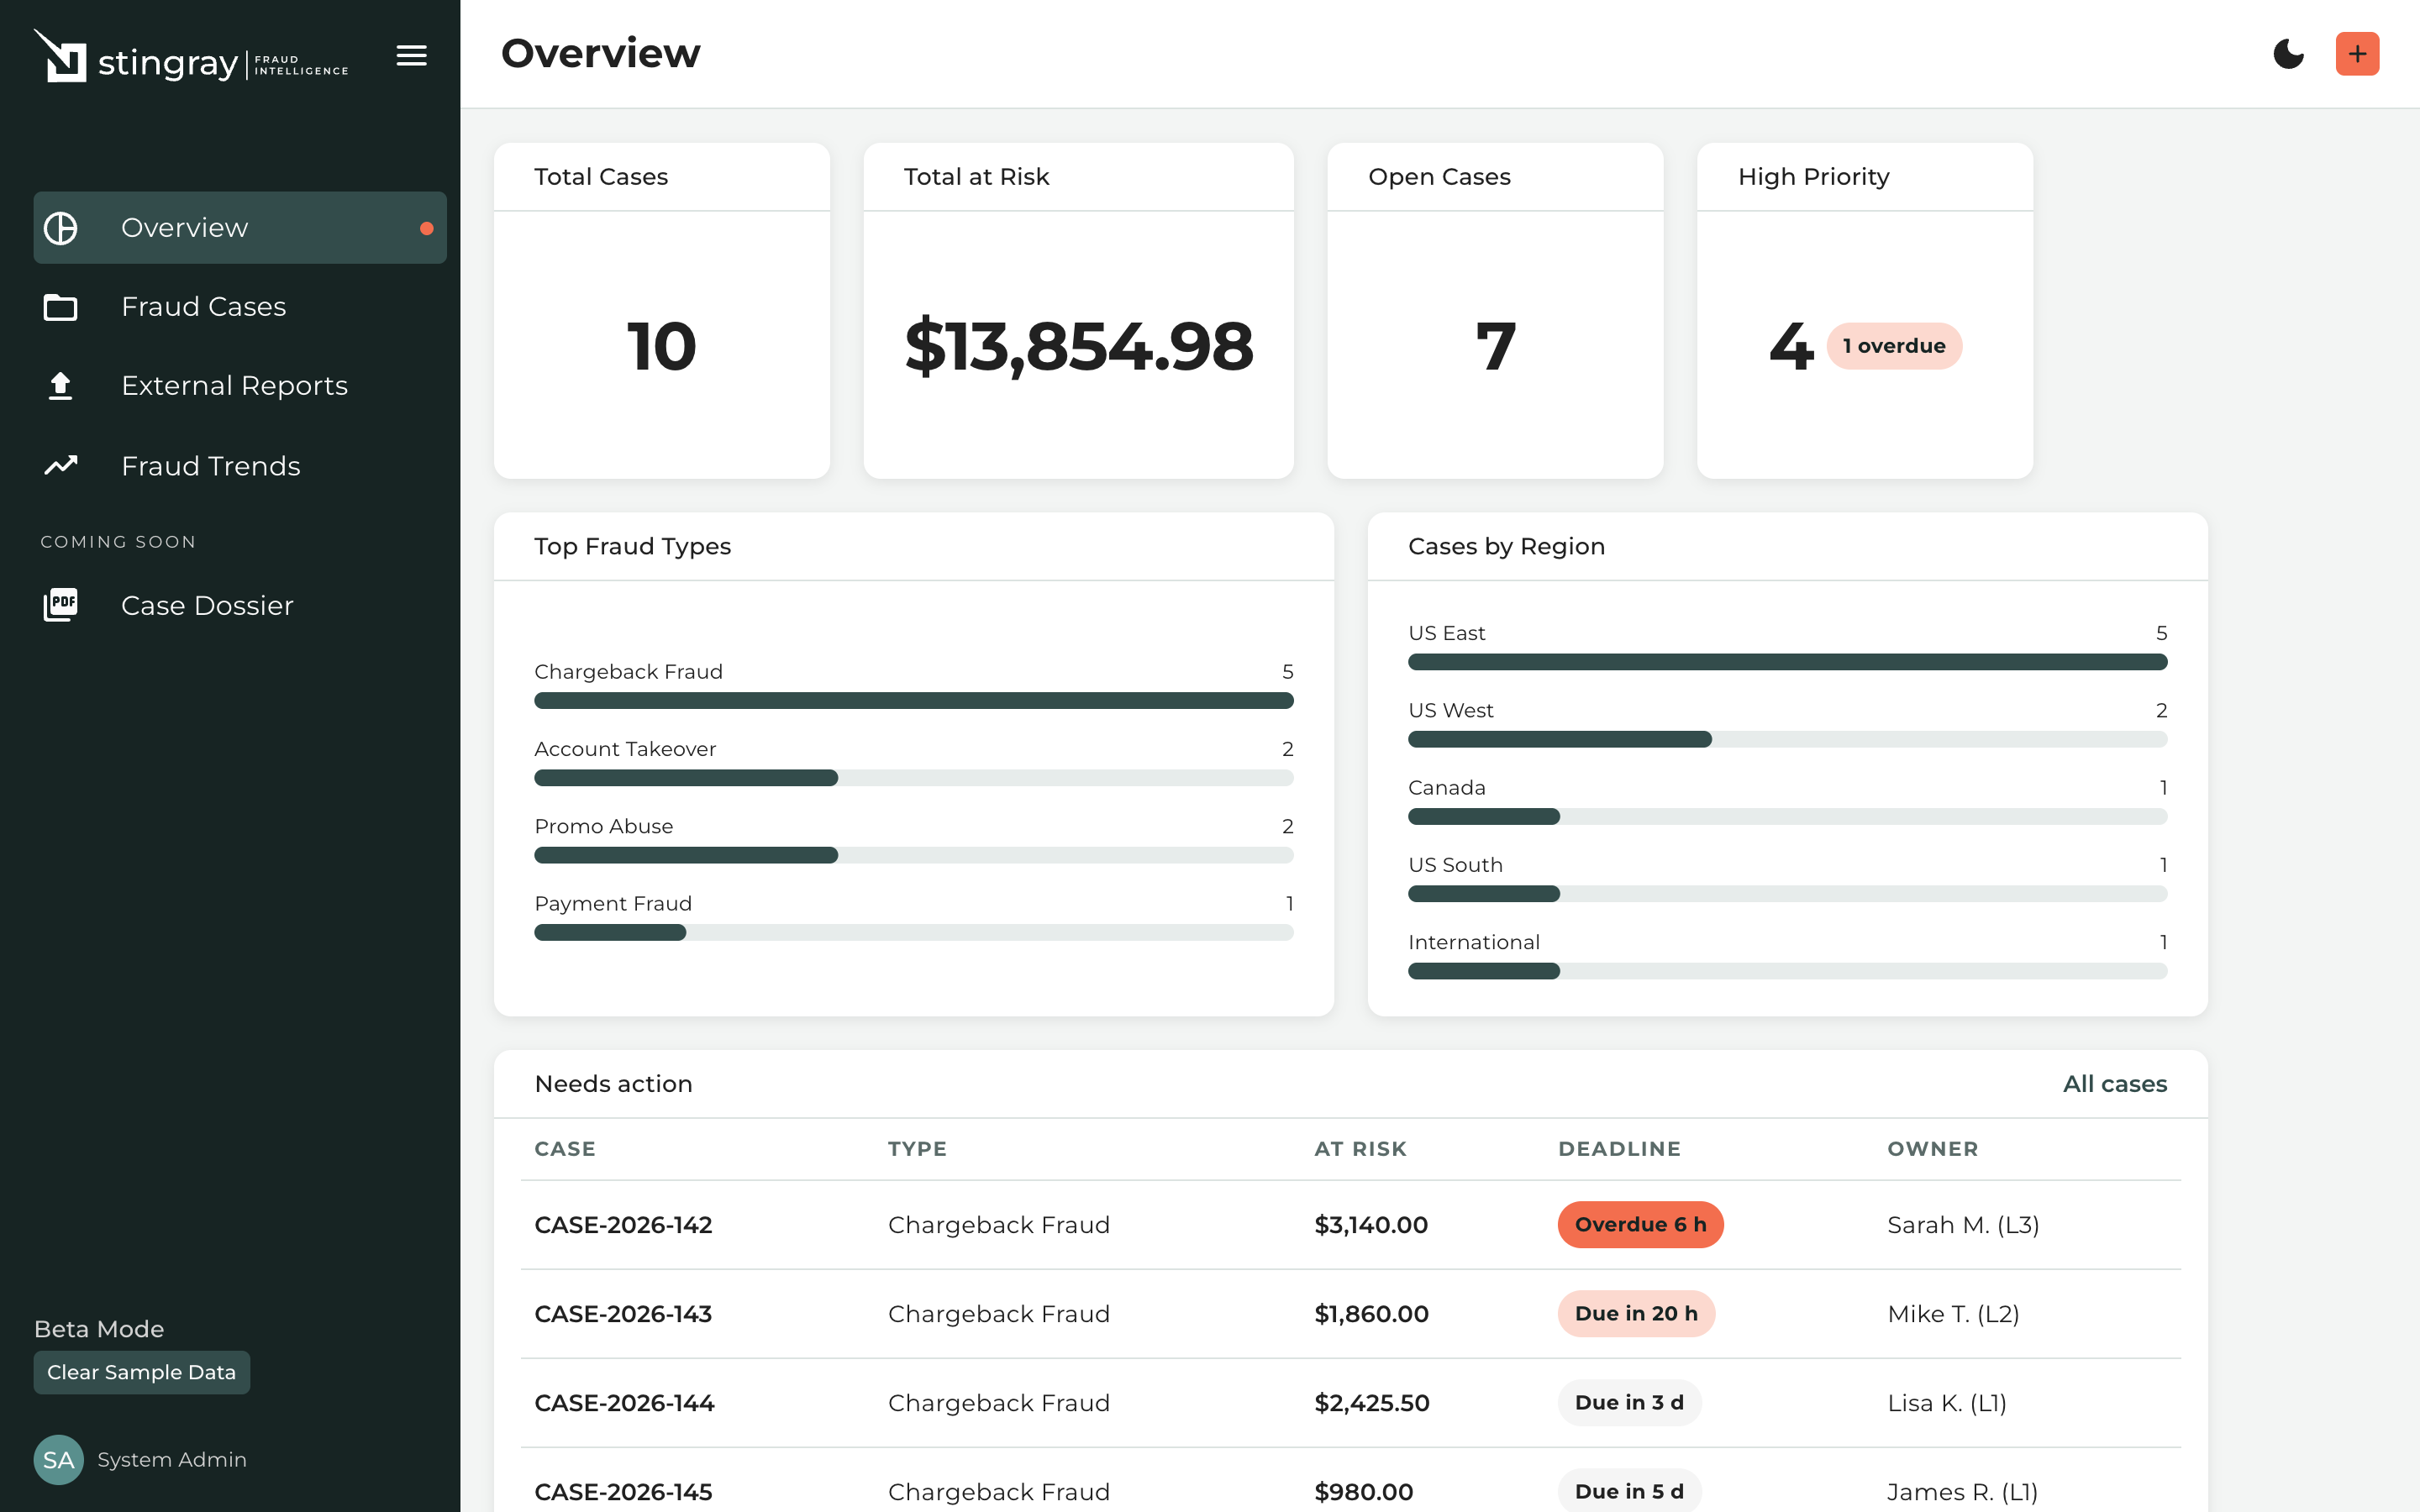 stingray
FRAUD
INTELLIGENCE
Overview
Fraud Cases
External Reports
Fraud Trends
COMING SOON
PDF
Case Dossier
Beta Mode
Clear Sample Data
SA
System Admin
Overview
Total Cases
10
Total at Risk
$13,854.98
Open Cases
7
High Priority
4 1 overdue
Top Fraud Types
Chargeback Fraud 5
Account Takeover 2
Promo Abuse 2
Payment Fraud 1
Cases by Region
US East 5
US West 2
Canada 1
US South 1
International 1
Needs action All cases
CASE TYPE AT RISK DEADLINE OWNER
CASE-2026-142 Chargeback Fraud $3,140.00 Overdue 6 h Sarah M. (L3)
CASE-2026-143 Chargeback Fraud $1,860.00 Due in 20 h Mike T. (L2)
CASE-2026-144 Chargeback Fraud $2,425.50 Due in 3 d Lisa K. (L1)
CASE-2026-145 Chargeback Fraud $980.00 Due in 5 d James R. (L1)